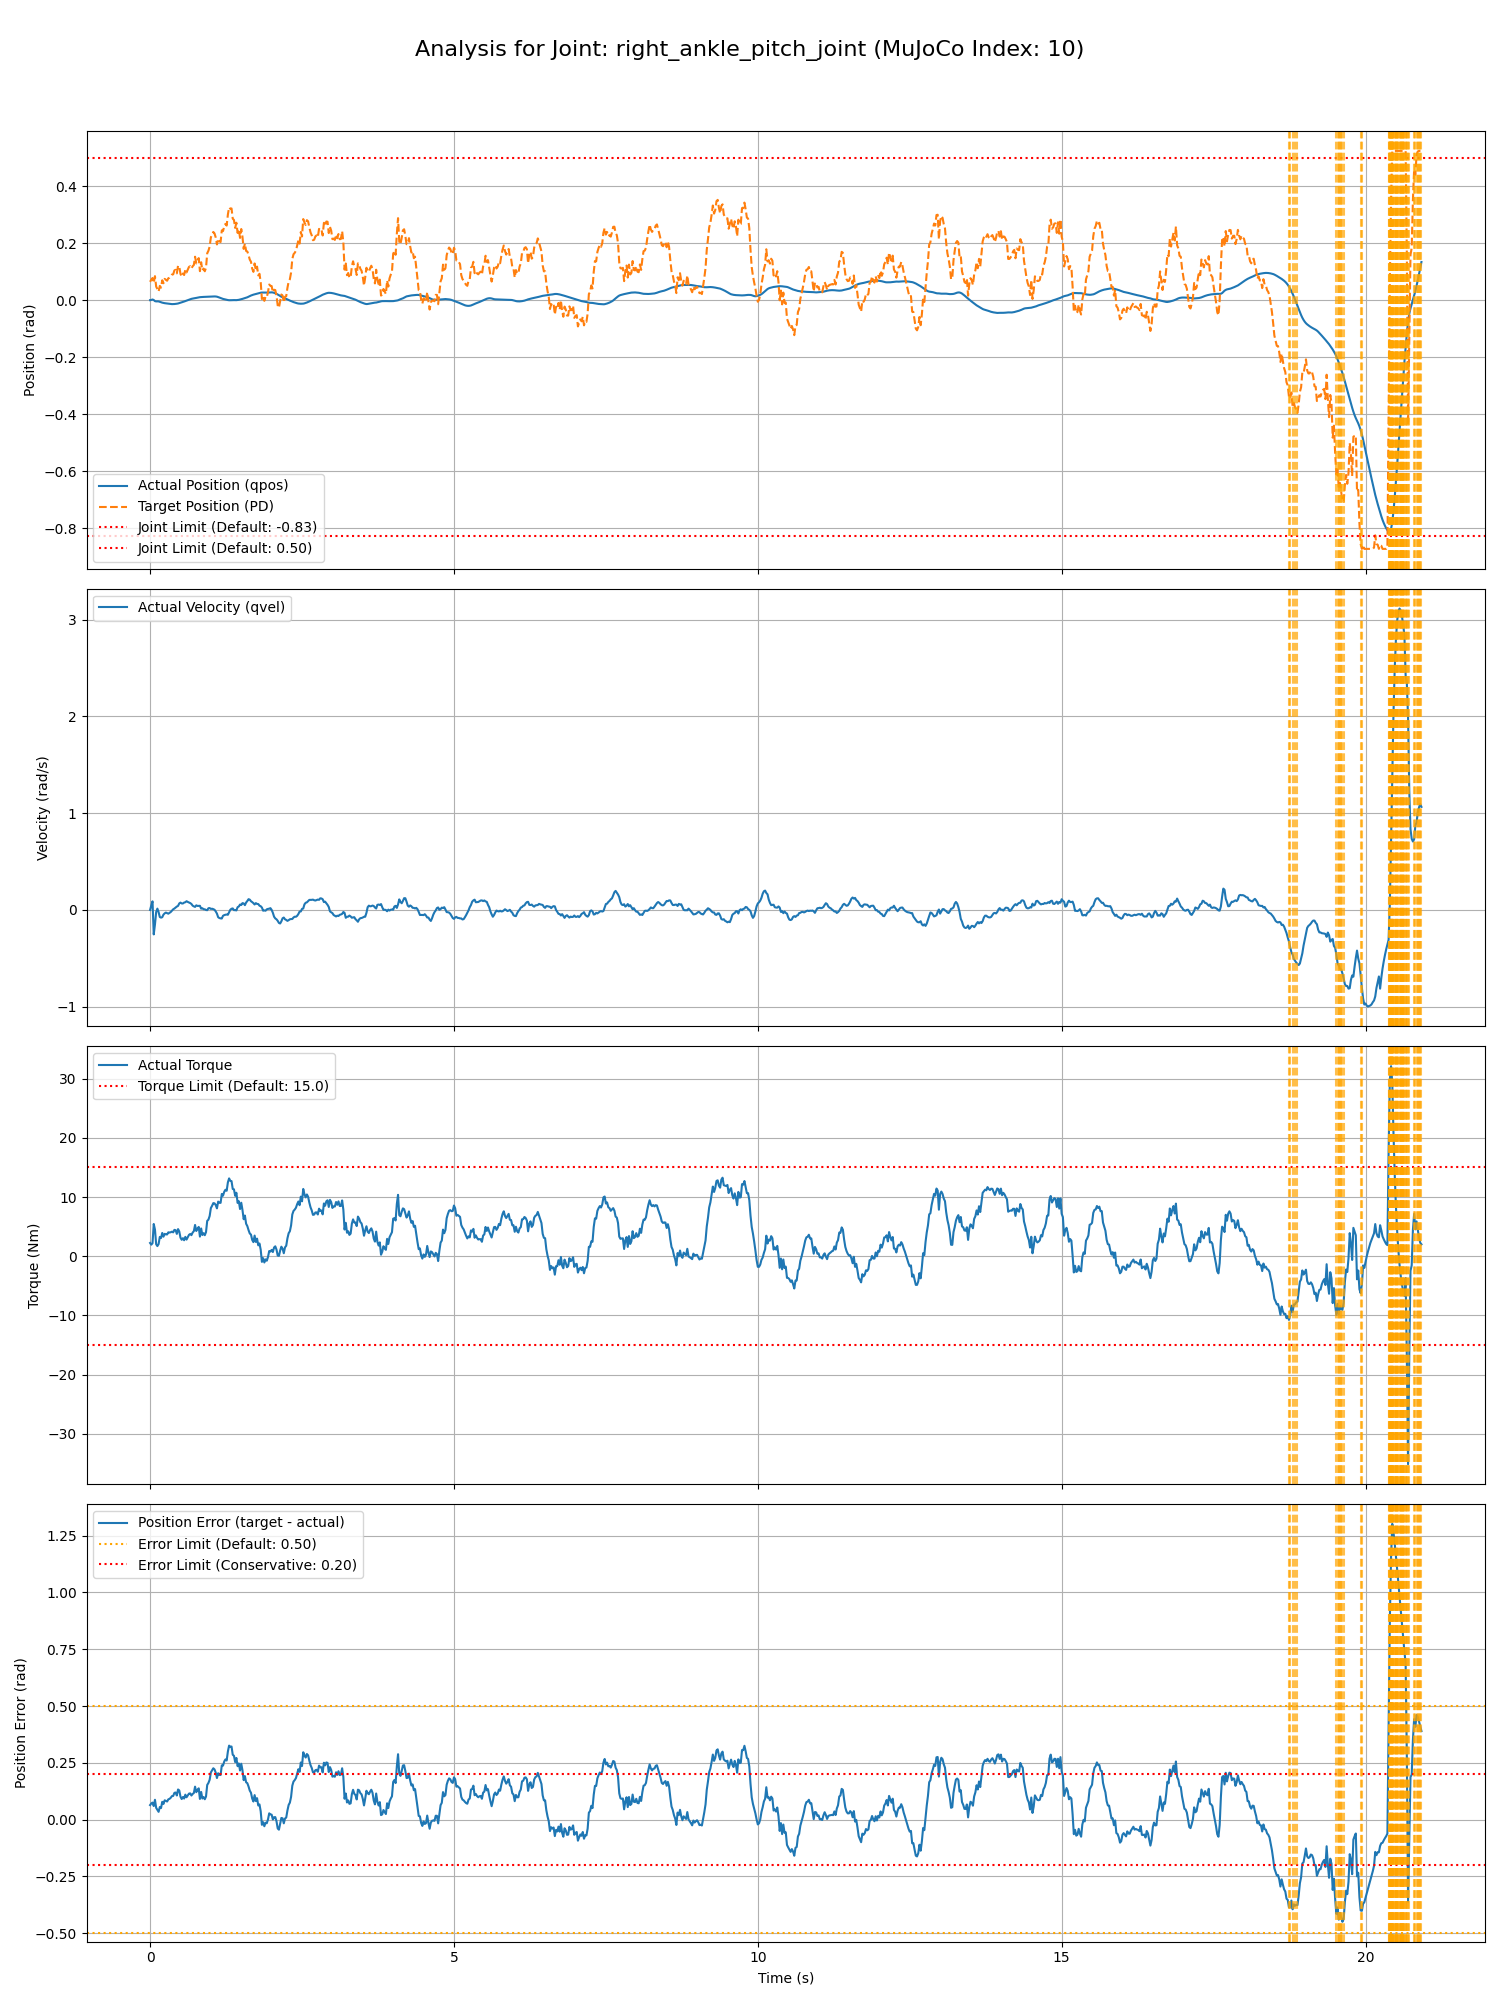 Analysis for Joint: right_ankle_pitch_joint (MuJoCo Index: 10)
0.4
0.2
0.0
−0.2
−0.4
−0.6
−0.8
Position (rad)
Actual Position (qpos)
Target Position (PD)
Joint Limit (Default: -0.83)
Joint Limit (Default: 0.50)
3
2
1
0
−1
Velocity (rad/s)
Actual Velocity (qvel)
30
20
10
0
−10
−20
−30
Torque (Nm)
Actual Torque
Torque Limit (Default: 15.0)
1.25
1.00
0.75
0.50
0.25
0.00
−0.25
−0.50
Position Error (rad)
Position Error (target - actual)
Error Limit (Default: 0.50)
Error Limit (Conservative: 0.20)
0 5 10 15 20
Time (s)